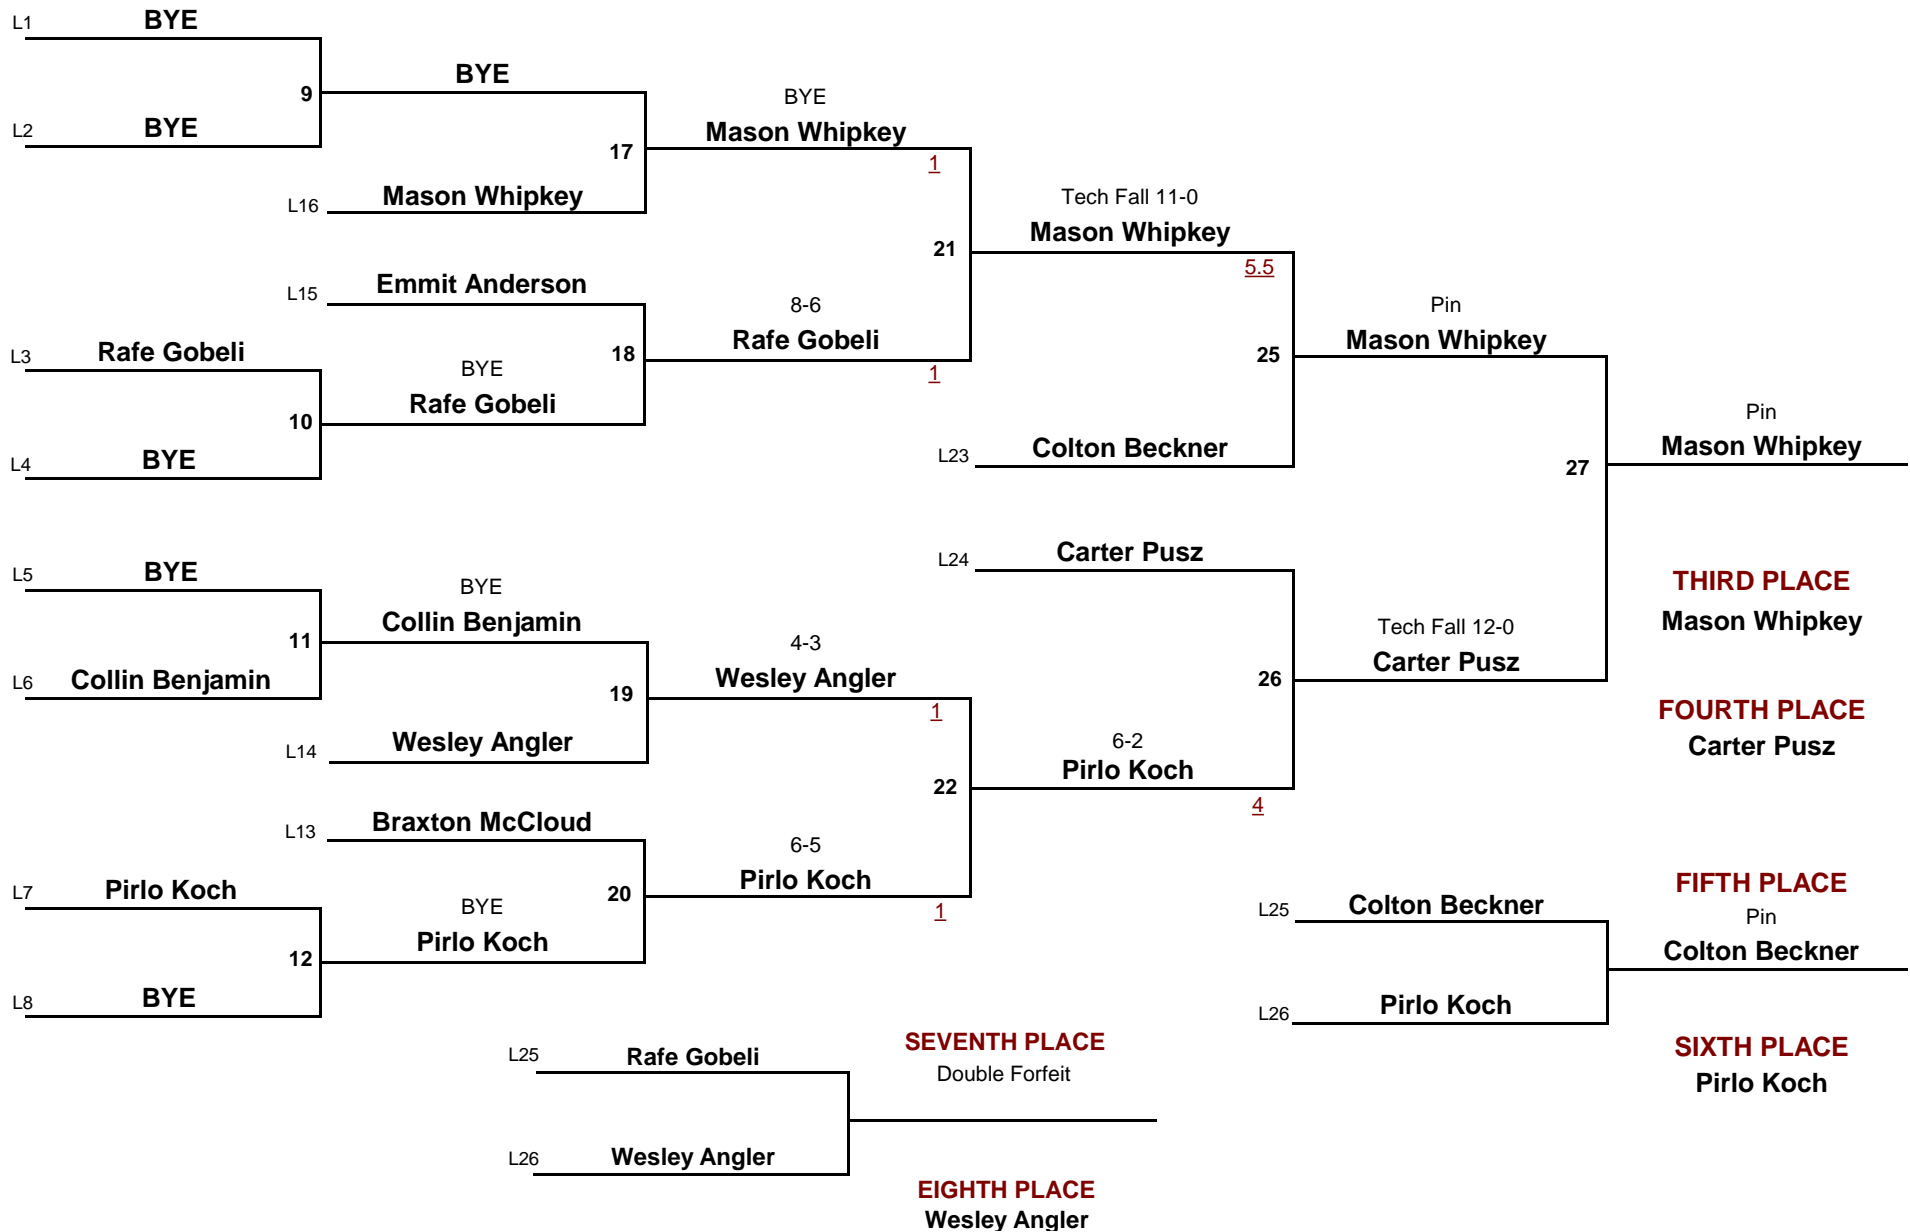 L1 BYE
9
L2 BYE
BYE
17
L16 Mason Whipkey
BYE
Mason Whipkey
1
L15 Emmit Anderson
L3 Rafe Gobeli
10
L4 BYE
BYE
Rafe Gobeli
18
8-6
Rafe Gobeli
1
21
Tech Fall 11-0
Mason Whipkey
5.5
25
L23 Colton Beckner
Pin
Mason Whipkey
27
Pin
Mason Whipkey
L5 BYE
11
L6 Collin Benjamin
BYE
Collin Benjamin
19
L14 Wesley Angler
4-3
Wesley Angler
1
L13 Braxton McCloud
L7 Pirlo Koch
12
L8 BYE
BYE
Pirlo Koch
20
6-5
Pirlo Koch
1
22
L24 Carter Pusz
6-2
Pirlo Koch
4
26
Tech Fall 12-0
Carter Pusz
THIRD PLACE
Mason Whipkey
FOURTH PLACE
Carter Pusz
L25 Colton Beckner
L26 Pirlo Koch
FIFTH PLACE
Pin
Colton Beckner
SIXTH PLACE
Pirlo Koch
L25 Rafe Gobeli
L26 Wesley Angler
SEVENTH PLACE
Double Forfeit
EIGHTH PLACE
Wesley Angler